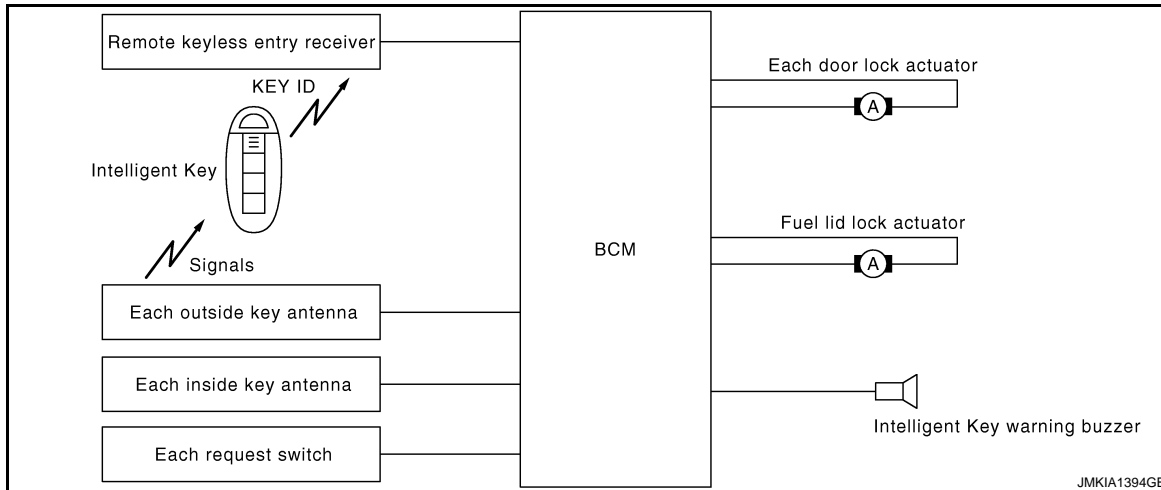 Remote keyless entry receiver
KEY ID
Intelligent Key
Signals
Each outside key antenna
Each inside key antenna
Each request switch
BCM
Each door lock actuator
A
Fuel lid lock actuator
A
Intelligent Key warning buzzer
JMKIA1394GB